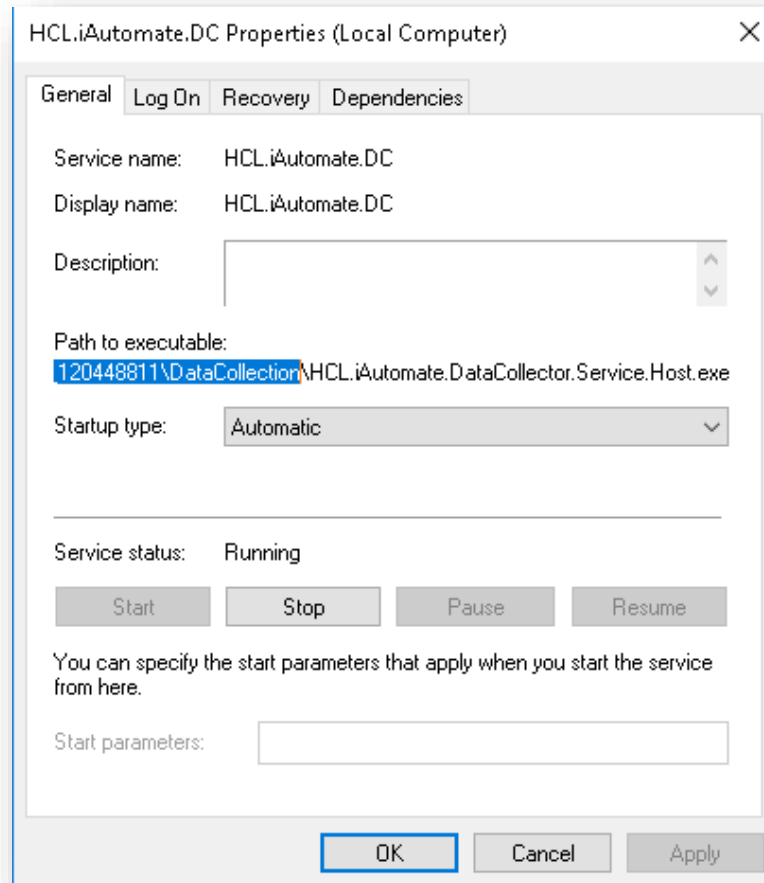 HCL.iAutomate.DC Properties (Local Computer)
General Log On Recovery Dependencies
Service name: HCL.iAutomate.DC
Display name: HCL.iAutomate.DC
Description:
Path to executable:
120448811\DataCollection\HCL.iAutomate.DataCollector.Service.Host.exe
Startup type: Automatic
Service status: Running
Start Stop Pause Resume
You can specify the start parameters that apply when you start the service
from here.
Start parameters:
OK Cancel Apply